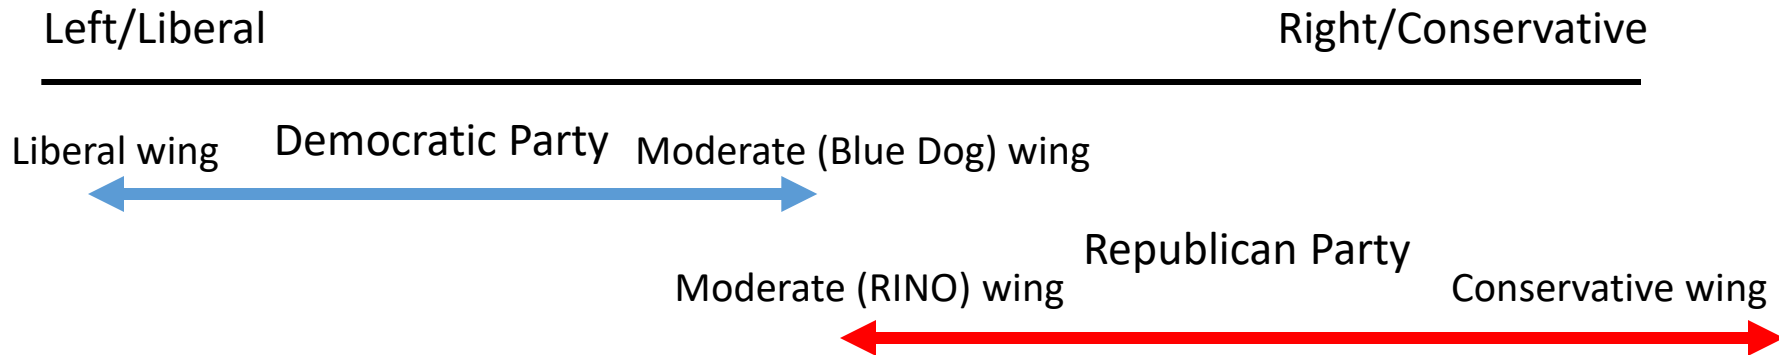 Left/Liberal
Right/Conservative
Liberal wing
Democratic Party
Moderate (Blue Dog) wing
Republican Party
Moderate (RINO) wing
Conservative wing